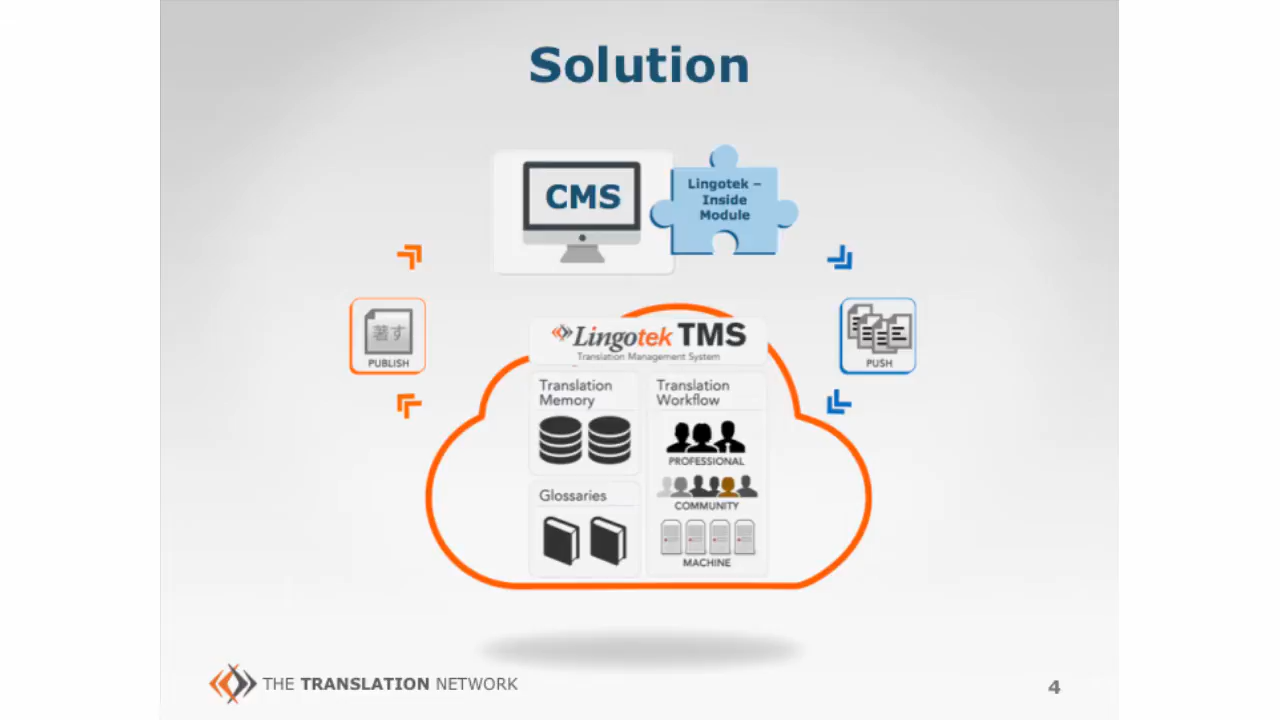 Solution
CMS
Lingotek –
Inside
Module
著す
PUBLISH
PUSH
Lingotek TMS
Translation Management System
Translation
Memory
Translation
Workflow
PROFESSIONAL
COMMUNITY
MACHINE
Glossaries
THE TRANSLATION NETWORK
4